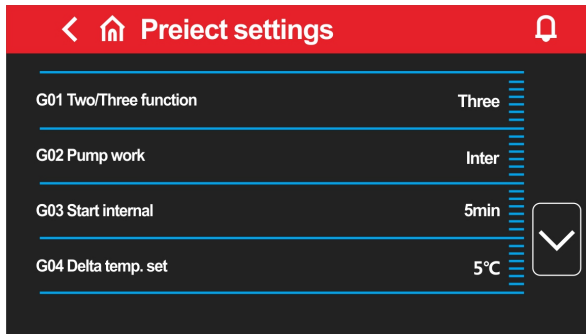 Preiect settings
G01 Two/Three function Three
G02 Pump work Inter
G03 Start internal 5min
G04 Delta temp. set 5℃